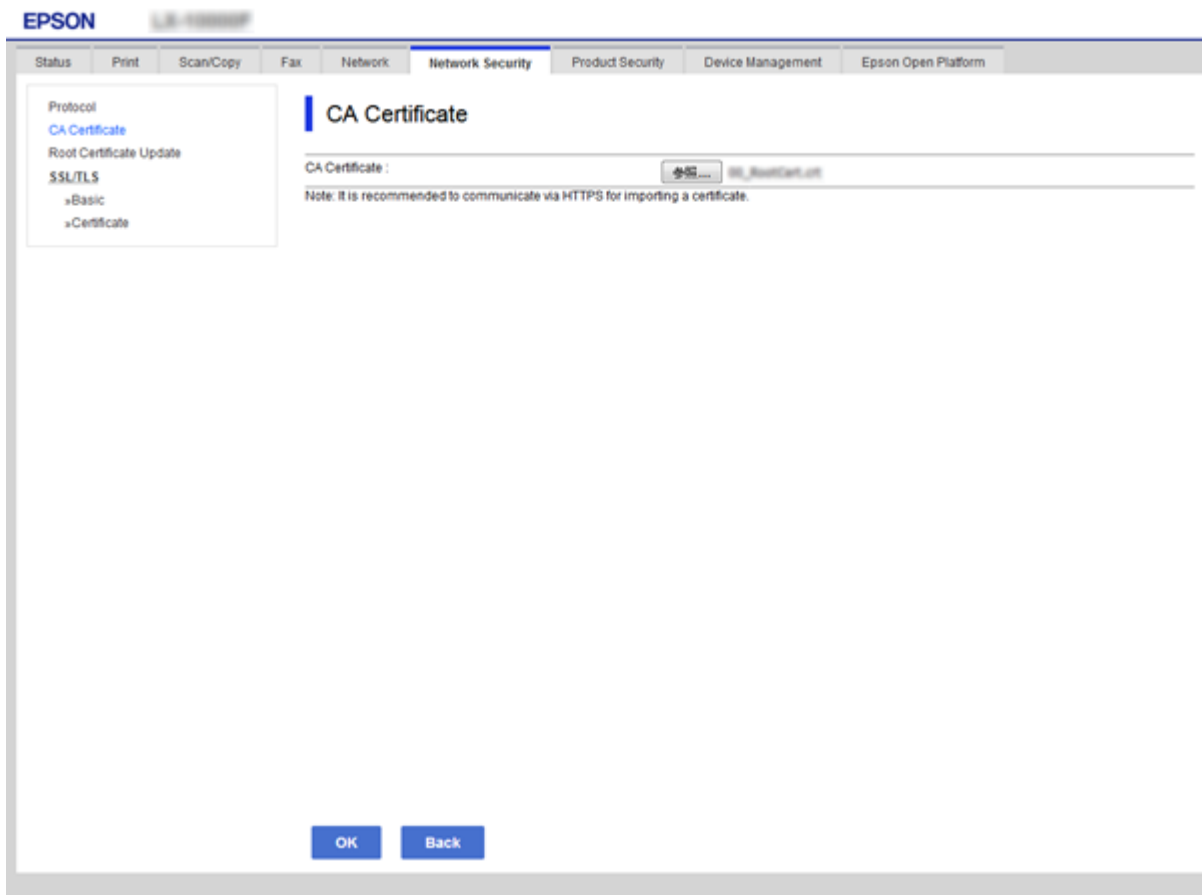 EPSON
Status Print Scan/Copy Fax Network Network Security Product Security Device Management Epson Open Platform
Protocol
CA Certificate
Root Certificate Update
SSL/TLS
»Basic
»Certificate
CA Certificate
CA Certificate : 参照...
Note: It is recommended to communicate via HTTPS for importing a certificate.
OK Back